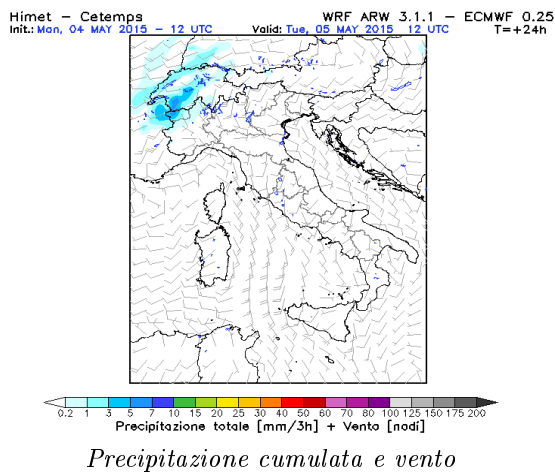 Himet – Cetemps WRF ARW 3.1.1 – ECMWF 0.25
Init.: Mon, 04 MAY 2015 – 12 UTC Valid: Tue, 05 MAY 2015 12 UTC T=+24h
0.2 1 3 5 7 10 15 20 25 30 40 50 60 70 80 100 125 150 175 200
Precipitazione totale [mm/3h] + Vento [nodi]
Precipitazione cumulata e vento